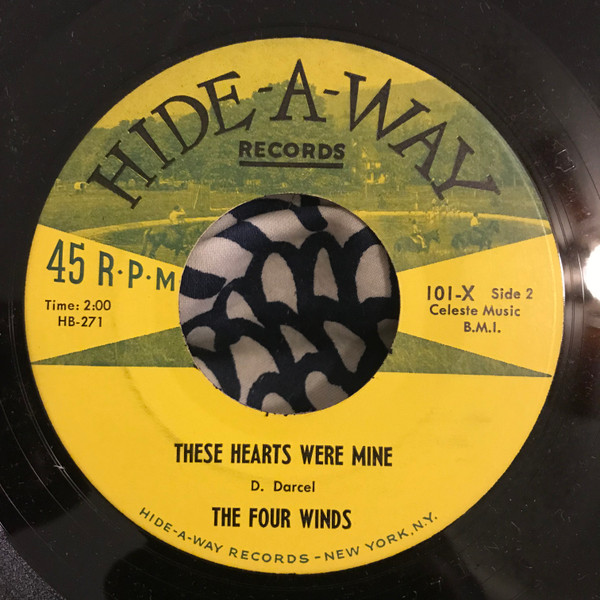 HIDE-A-WAY
RECORDS
45 R·P·M
Time: 2:00
HB-271
101-X Side 2
Celeste Music
B.M.I.
THESE HEARTS WERE MINE
D. Darcel
THE FOUR WINDS
HIDE-A-WAY RECORDS - NEW YORK, N.Y.